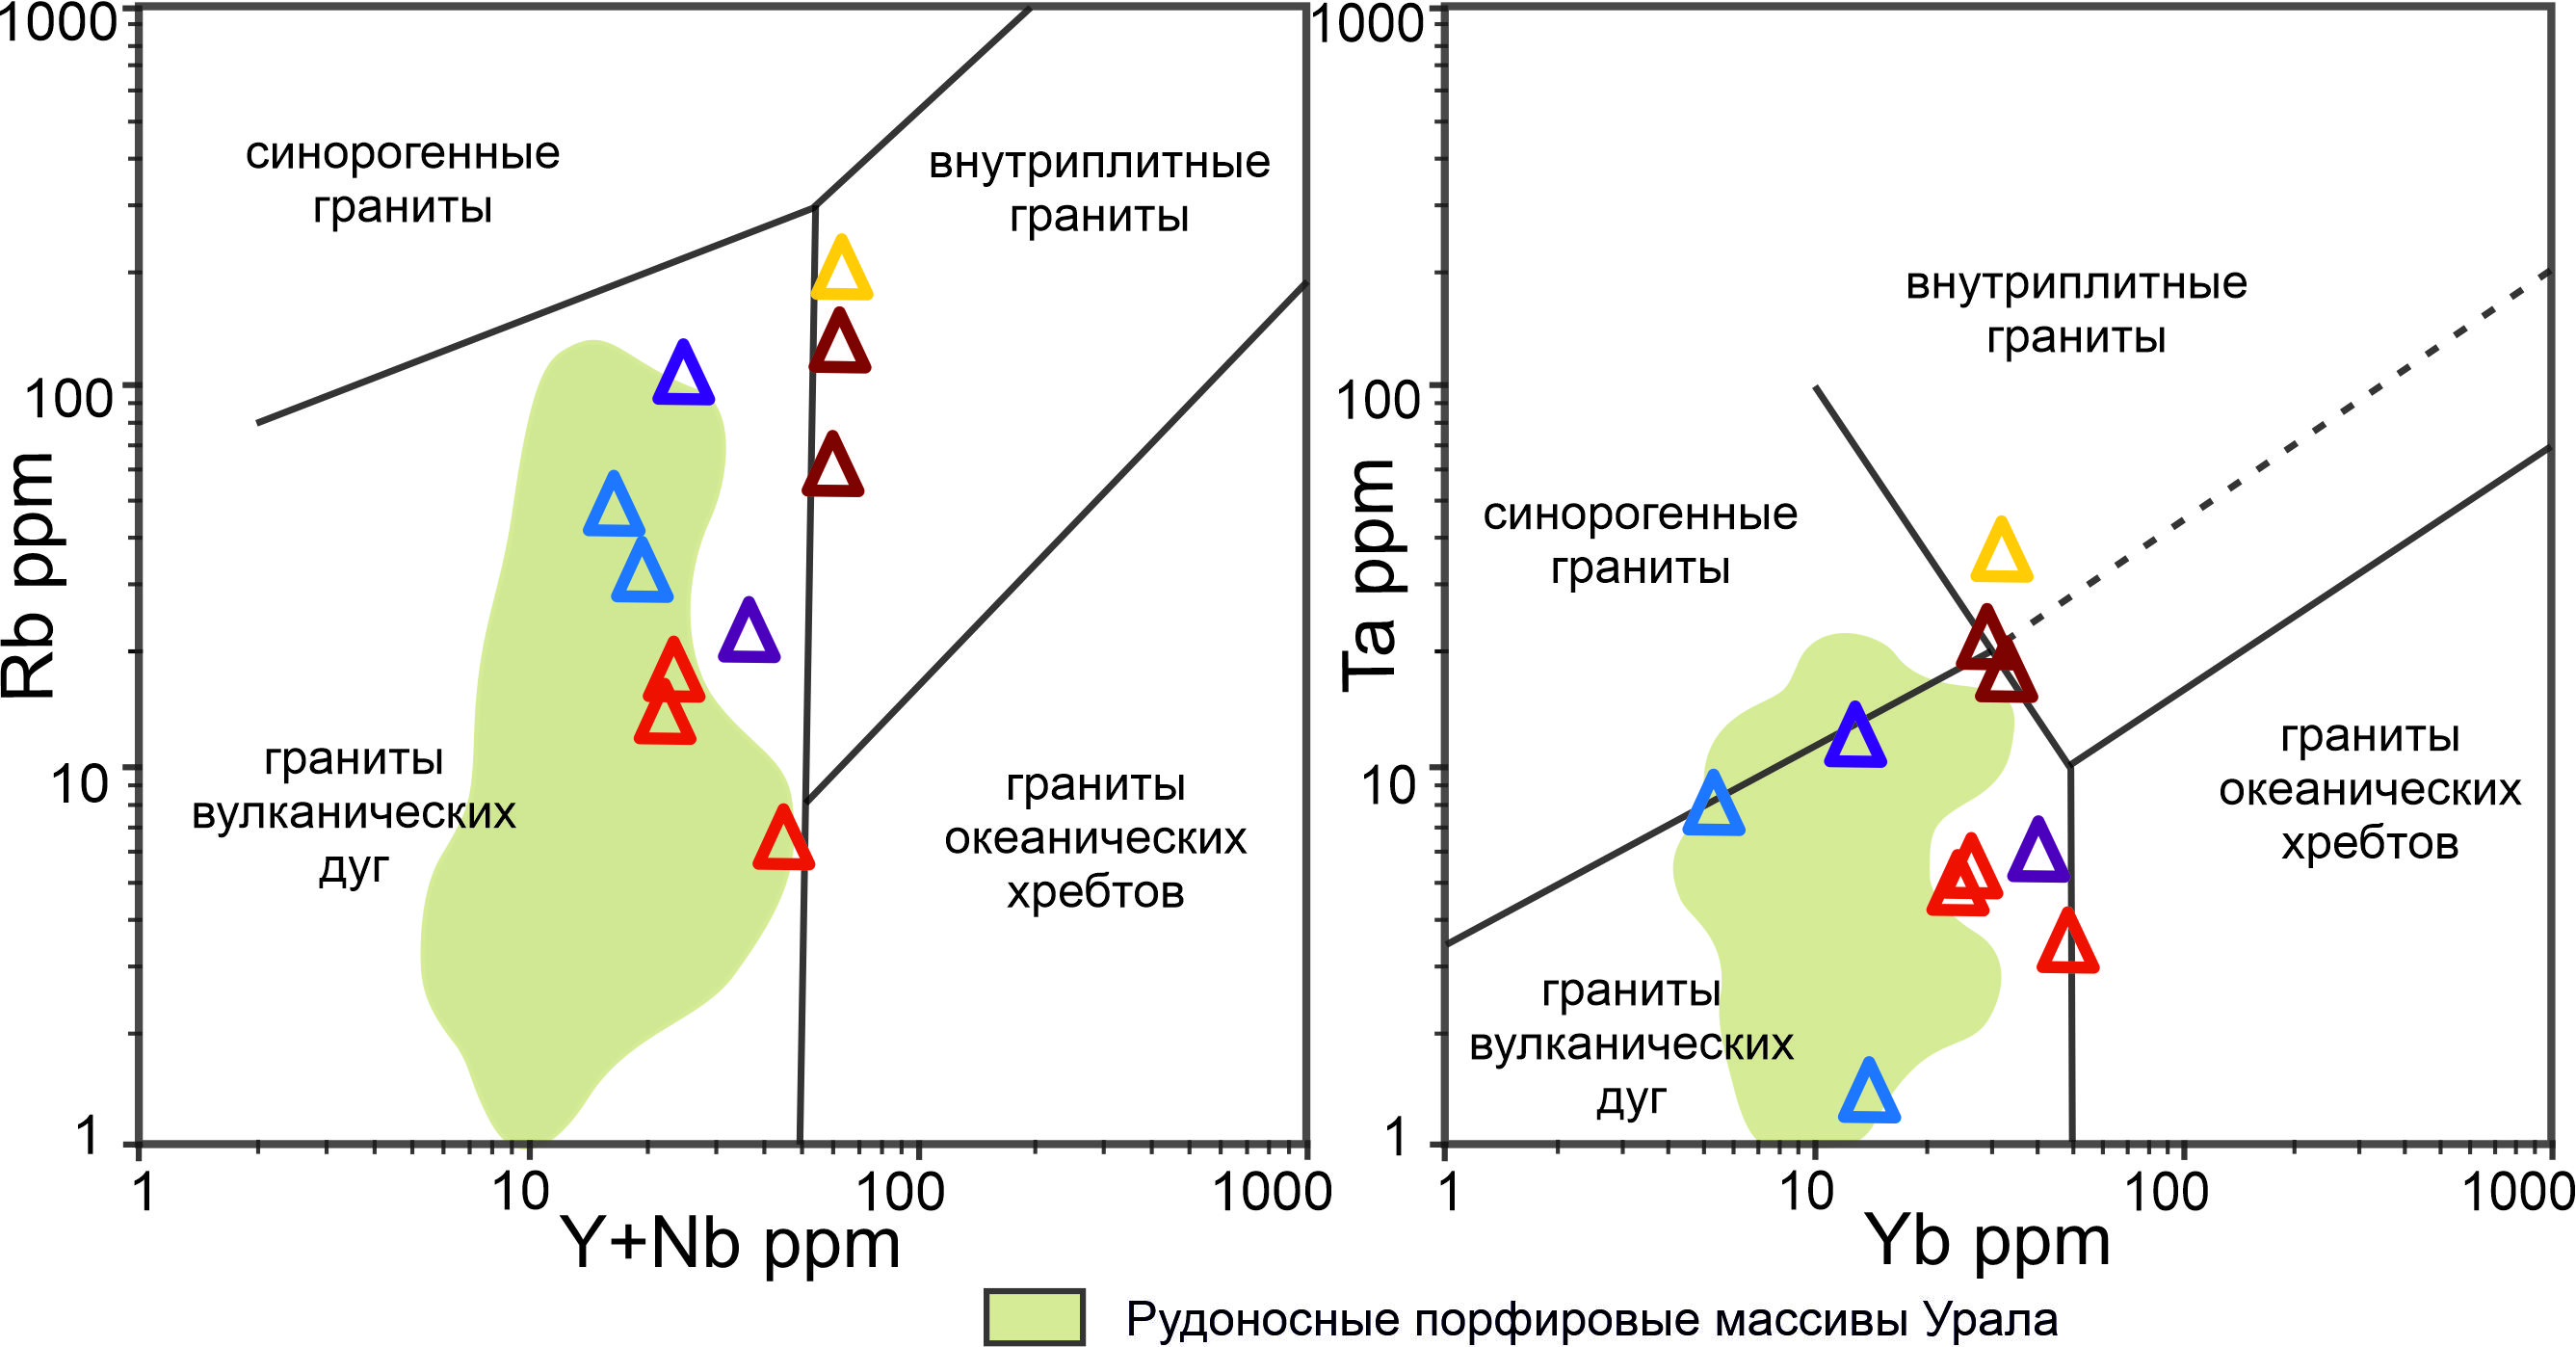 1000
100
10
1
Rb ppm
синорогенные
граниты
внутриплитные
граниты
граниты
вулканических
дуг
граниты
океанических
хребтов
1
10
100
1000
Y+Nb ppm
1000
100
10
1
Ta ppm
внутриплитные
граниты
синорогенные
граниты
граниты
океанических
хребтов
граниты
вулканических
дуг
1
10
100
1000
Yb ppm
Рудоносные порфировые массивы Урала